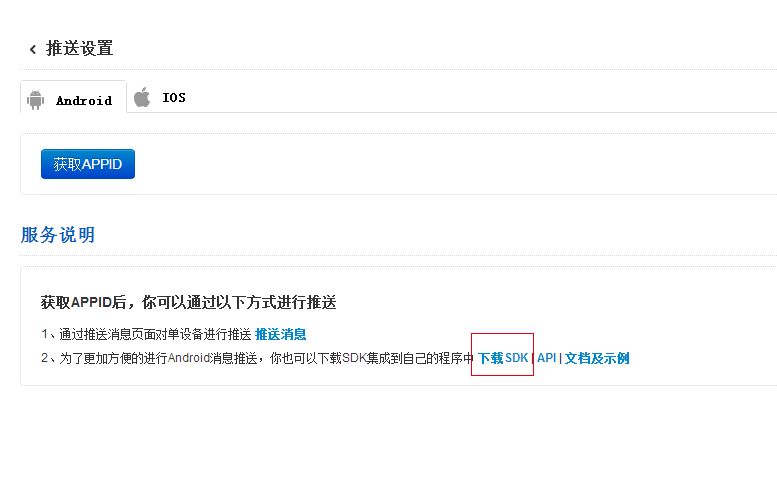 推送设置
Android IOS
获取APPID
服务说明
获取APPID后，你可以通过以下方式进行推送
1、通过推送消息页面对单设备进行推送 推送消息
2、为了更加方便的进行Android消息推送，你也可以下载SDK集成到自己的程序中 下载SDK | API | 文档及示例